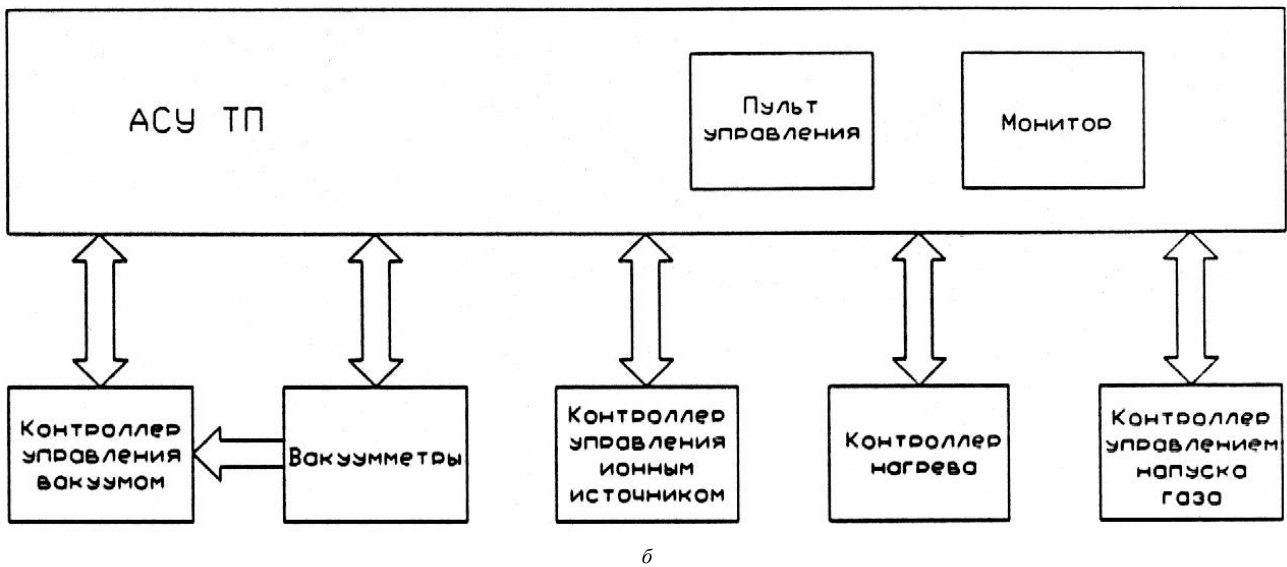 АСУ ТП
Пульт
управления
Монитор
Контроллер
управления
вакуумом
Вакуумметры
Контроллер
управления
ионным
источником
Контроллер
нагрева
Контроллер
управлением
напуска
газа
б